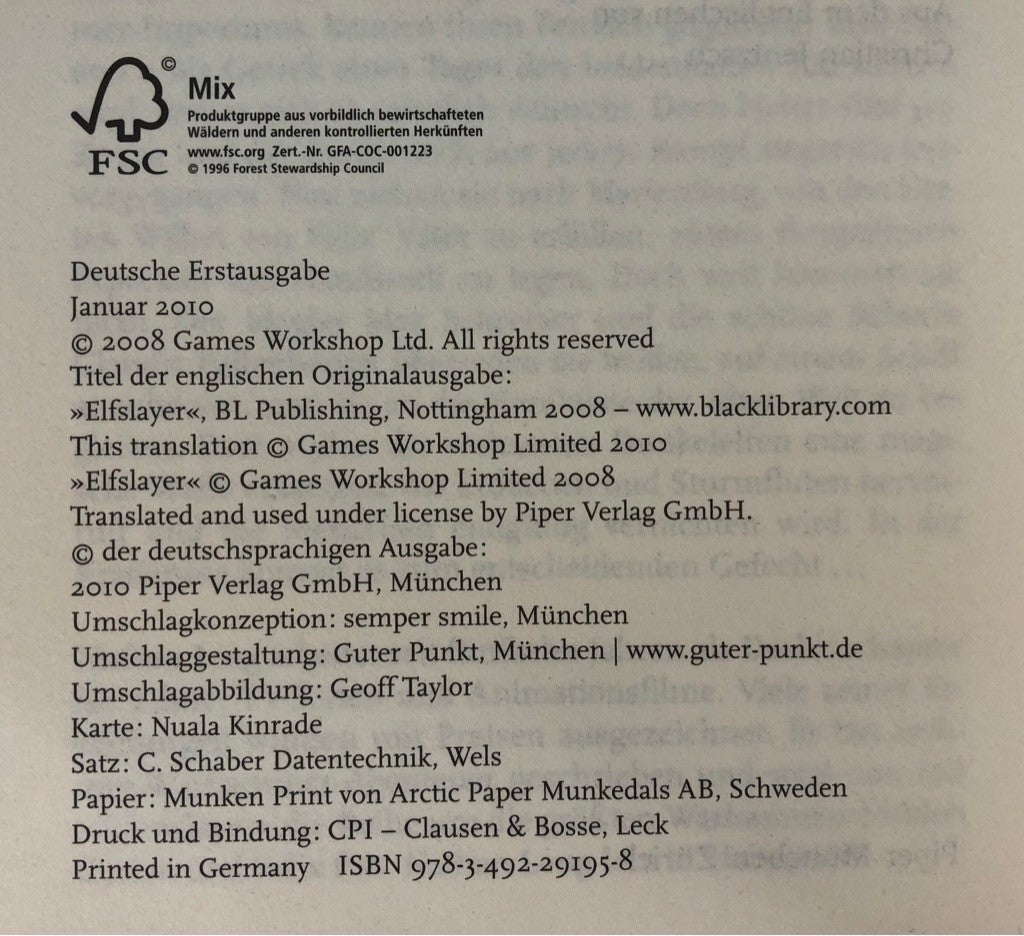 ©
Mix
Produktgruppe aus vorbildlich bewirtschafteten
Wäldern und anderen kontrollierten Herkünften
www.fsc.org Zert.-Nr. GFA-COC-001223
© 1996 Forest Stewardship Council
FSC
Deutsche Erstausgabe
Januar 2010
© 2008 Games Workshop Ltd. All rights reserved
Titel der englischen Originalausgabe:
»Elfslayer«, BL Publishing, Nottingham 2008 – www.blacklibrary.com
This translation © Games Workshop Limited 2010
»Elfslayer« © Games Workshop Limited 2008
Translated and used under license by Piper Verlag GmbH.
© der deutschsprachigen Ausgabe:
2010 Piper Verlag GmbH, München
Umschlagkonzeption: semper smile, München
Umschlaggestaltung: Guter Punkt, München | www.guter-punkt.de
Umschlagabbildung: Geoff Taylor
Karte: Nuala Kinrade
Satz: C. Schaber Datentechnik, Wels
Papier: Munken Print von Arctic Paper Munkedals AB, Schweden
Druck und Bindung: CPI – Clausen & Bosse, Leck
Printed in Germany ISBN 978-3-492-29195-8